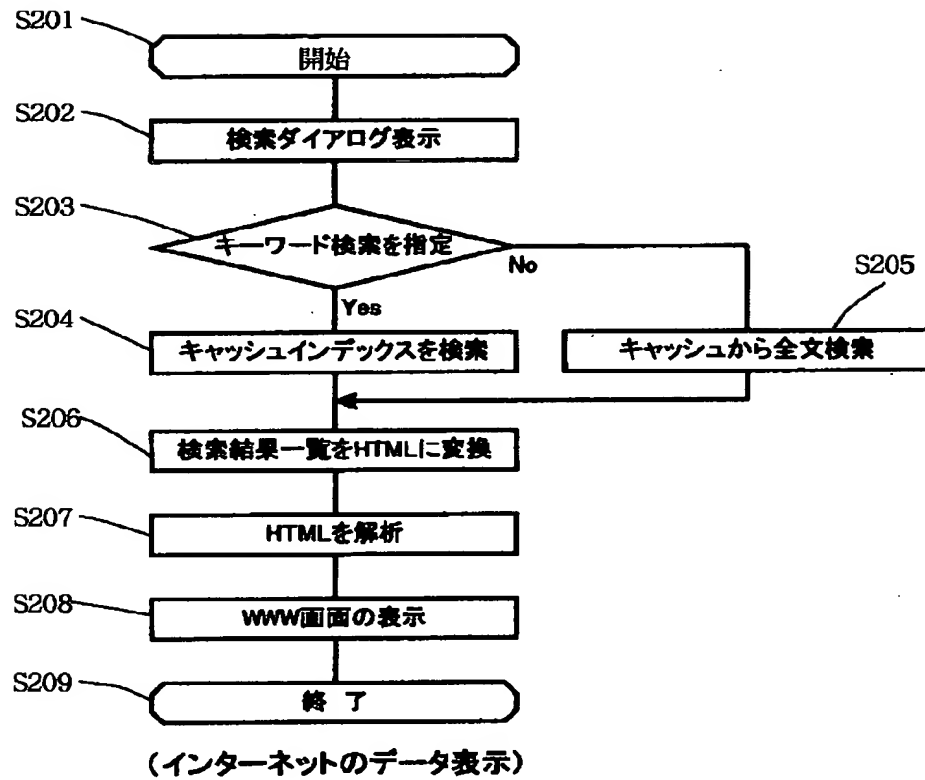 S201
開始
S202
検索ダイアログ表示
S203
キーワード検索を指定
No
Yes
S204
キャッシュインデックスを検索
S205
キャッシュから全文検索
S206
検索結果一覧をHTMLに変換
S207
HTMLを解析
S208
WWW画面の表示
S209
終 了
(インターネットのデータ表示)